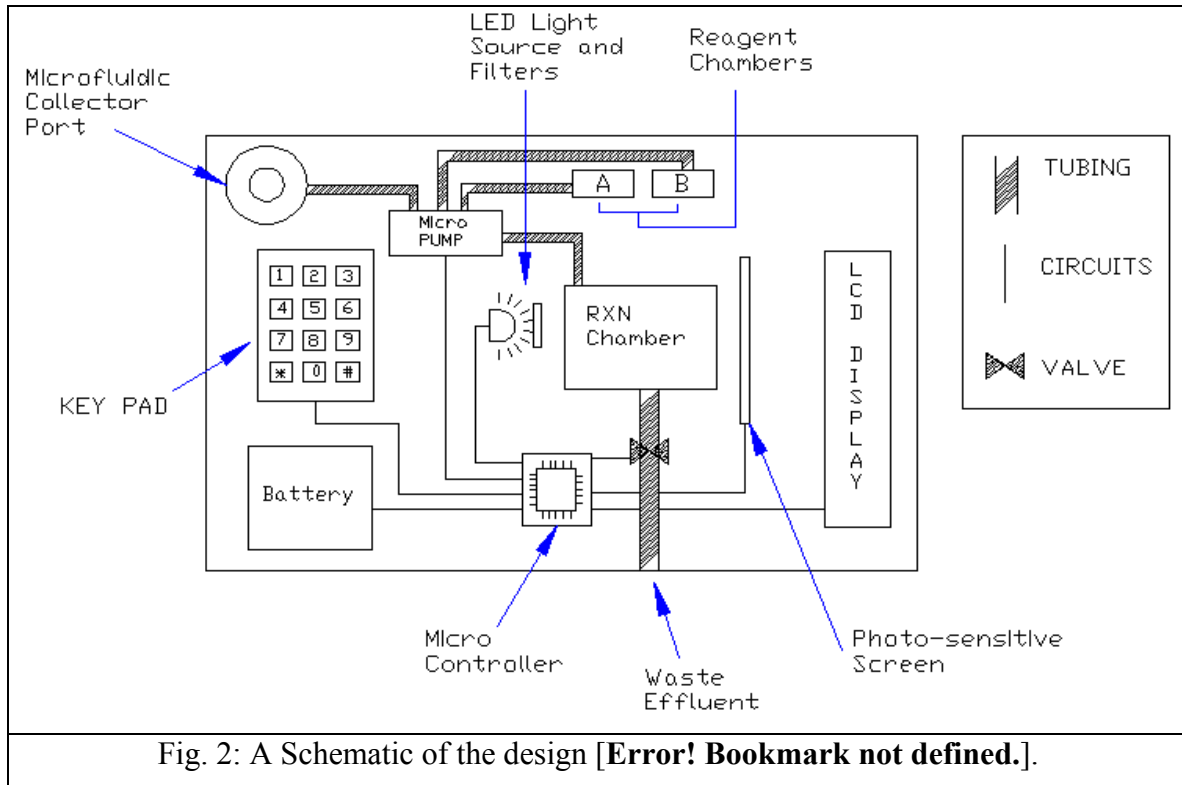 LED Light
Source and
Filters
Reagent
Chambers
Microfluidic
Collector
Port
A
B
Micro
PUMP
TUBING
CIRCUITS
VALVE
1 2 3
4 5 6
7 8 9
* 0 #
RXN
Chamber
LCD DISPLAY
KEY PAD
Battery
Micro
Controller
Waste
Effluent
Photo-sensitive
Screen
Fig. 2: A Schematic of the design [Error! Bookmark not defined.].